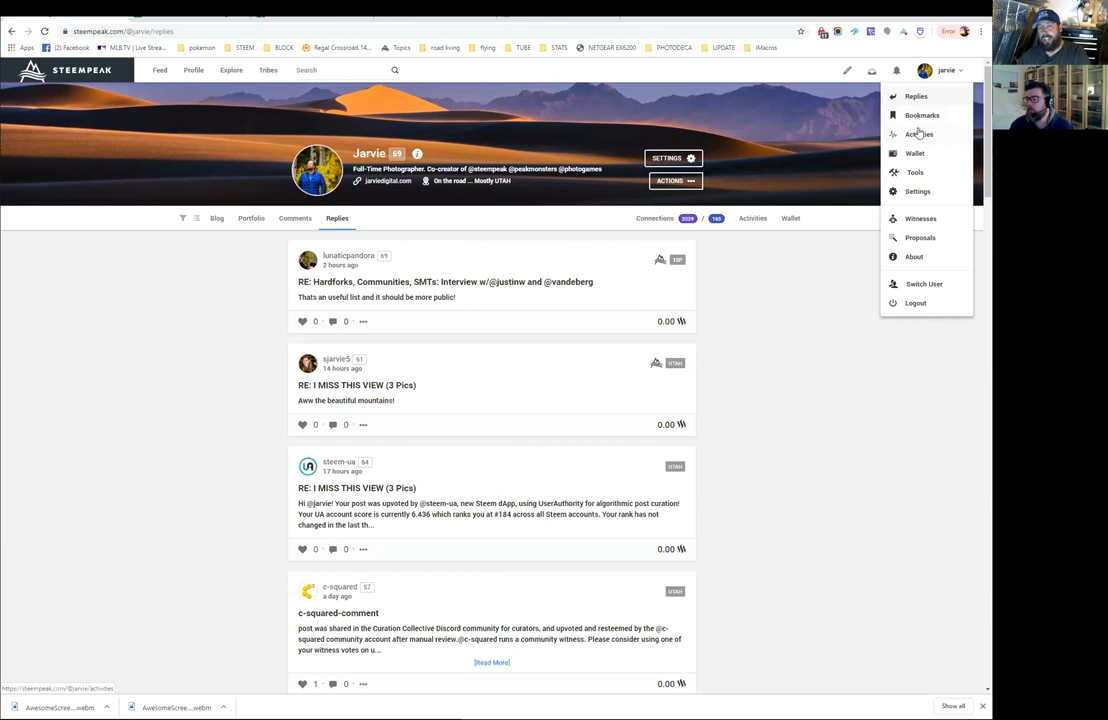 steempeak.com/@jarvie/replies
Error
Apps
(2) Facebook
MLB.TV | Live Strea...
pokemon
STEEM
BLOCK
Regal Crossroad 14...
Topics
road living
flying
TUBE
STATS
NETGEAR EX6200
PHOTODECA
UPDATE
iMacros
STEEMPEAK
Feed
Profile
Explore
Tribes
Search
jarvie
Replies
Bookmarks
Activities
Wallet
Tools
Settings
Witnesses
Proposals
About
Switch User
Logout
Jarvie 69
Full-Time Photographer. Co-creator of @steempeak @peakmonsters @photogames
jarviedigital.com On the road ... Mostly UTAH
SETTINGS
ACTIONS
Blog
Portfolio
Comments
Replies
Connections 2039 / 165
Activities
Wallet
lunaticpandora 69
2 hours ago
TSP
RE: Hardforks, Communities, SMTs: Interview w/@justinw and @vandeberg
Thats an useful list and it should be more public!
0 · 0 ·
0.00
sjarvie5 61
14 hours ago
UTAH
RE: I MISS THIS VIEW (3 Pics)
Aww the beautiful mountains!
0 · 0 ·
0.00
steem-ua 64
17 hours ago
UTAH
RE: I MISS THIS VIEW (3 Pics)
Hi @jarvie! Your post was upvoted by @steem-ua, new Steem dApp, using UserAuthority for algorithmic post curation!
Your UA account score is currently 6.436 which ranks you at #184 across all Steem accounts. Your rank has not
changed in the last th...
0 · 0 ·
0.00
c-squared 57
a day ago
UTAH
c-squared-comment
post was shared in the Curation Collective Discord community for curators, and upvoted and resteemed by the @c-
squared community account after manual review.@c-squared runs a community witness. Please consider using one of
your witness votes on u...
[Read More]
1 · 0 ·
0.00
https://steempeak.com/@jarvie/activities
AwesomeScree....webm
AwesomeScree....webm
Show all